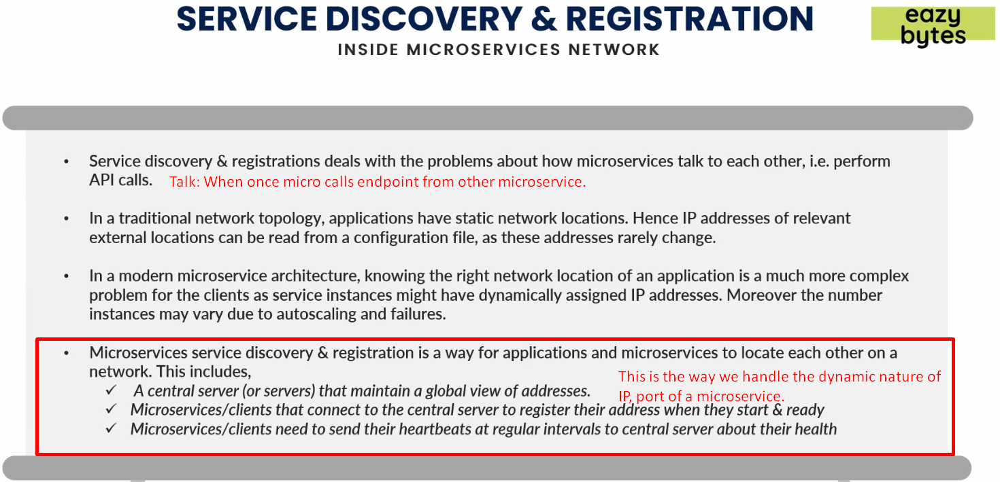 SERVICE DISCOVERY & REGISTRATION
eazy
bytes
INSIDE MICROSERVICES NETWORK
• Service discovery & registrations deals with the problems about how microservices talk to each other, i.e. perform
API calls. Talk: When once micro calls endpoint from other microservice.
• In a traditional network topology, applications have static network locations. Hence IP addresses of relevant
external locations can be read from a configuration file, as these addresses rarely change.
• In a modern microservice architecture, knowing the right network location of an application is a much more complex
problem for the clients as service instances might have dynamically assigned IP addresses. Moreover the number
instances may vary due to autoscaling and failures.
• Microservices service discovery & registration is a way for applications and microservices to locate each other on a
network. This includes,
This is the way we handle the dynamic nature of
IP, port of a microservice.
✓ A central server (or servers) that maintain a global view of addresses.
✓ Microservices/clients that connect to the central server to register their address when they start & ready
✓ Microservices/clients need to send their heartbeats at regular intervals to central server about their health